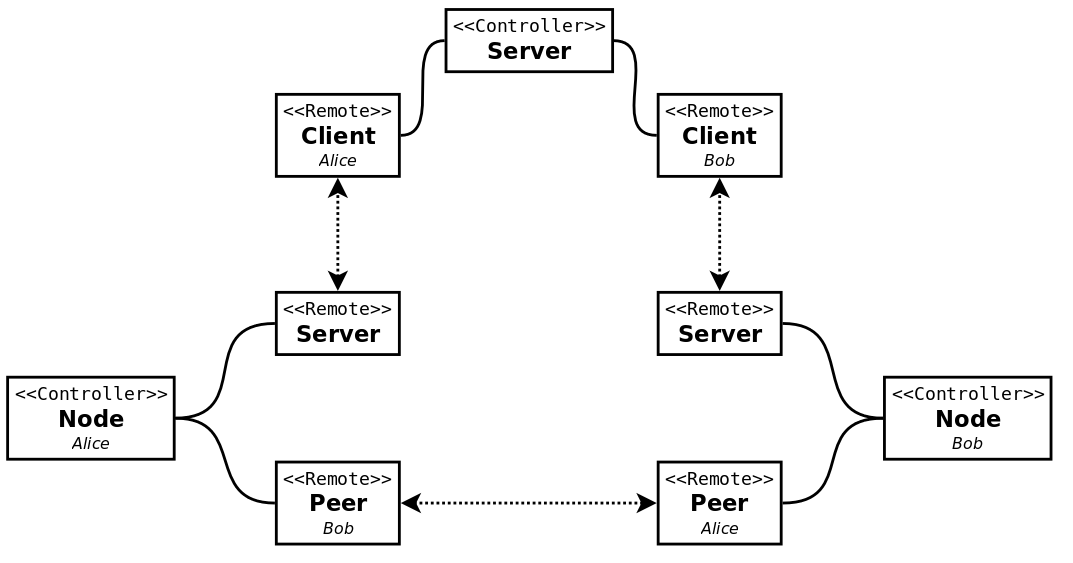 <<Controller>>
Server
<<Remote>>
Client
Alice
<<Remote>>
Client
Bob
<<Remote>>
Server
<<Remote>>
Server
<<Controller>>
Node
Alice
<<Controller>>
Node
Bob
<<Remote>>
Peer
Bob
<<Remote>>
Peer
Alice